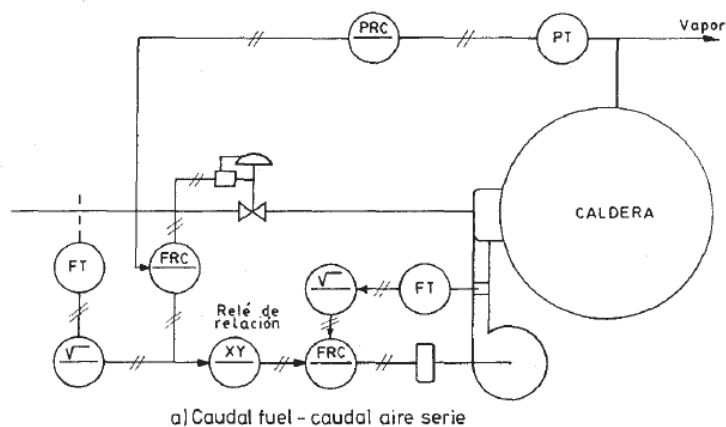 PRC
PT
Vapor
CALDERA
FT
FRC
√
FT
Relé de
relación
√
XY
FRC
a) Caudal fuel - caudal aire serie